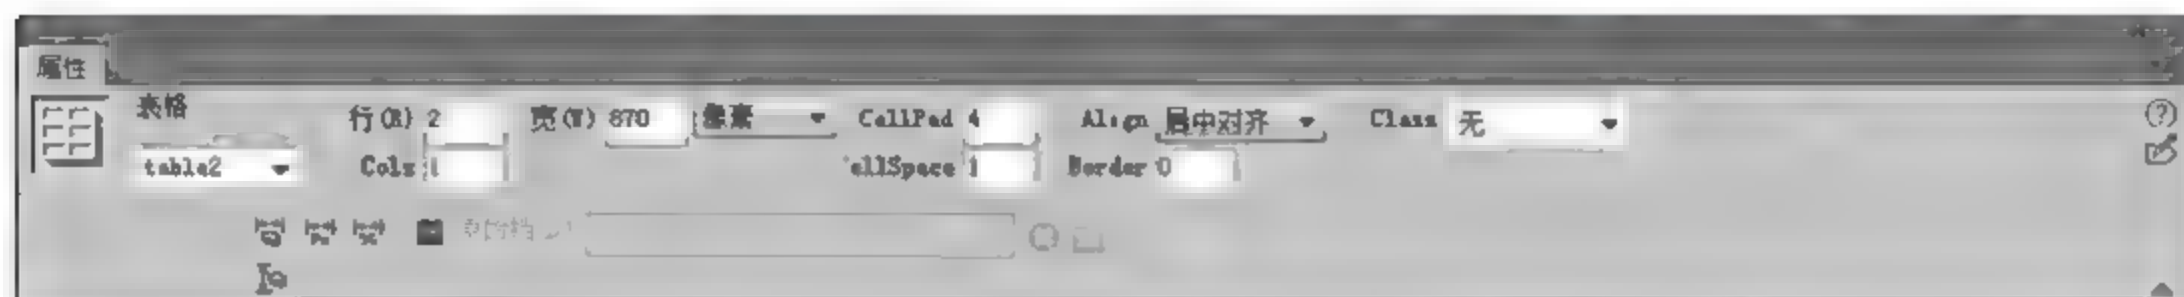 属性
表格 行(R) 2 宽(W) 870 像素 CellPad 4 Align 居中对齐 Class 无
table2 Cols 1 CellSpace 1 Border 0